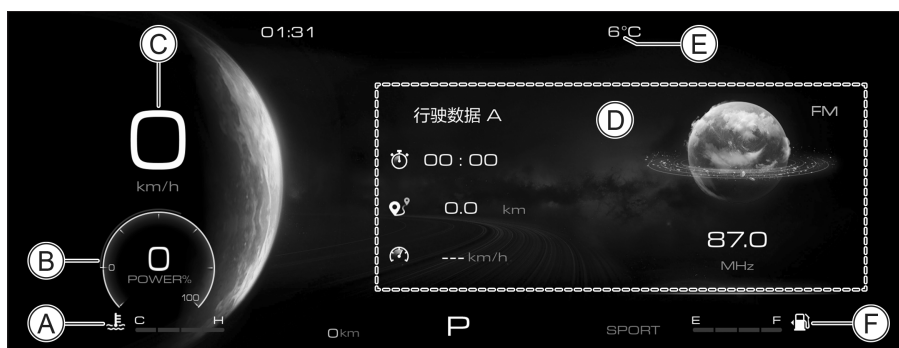 C
E
01:31
6°C
D
行驶数据 A
FM
0
00 : 00
km/h
0.0 km
87.0
MHz
--- km/h
B
0
0
POWER%
100
A
C
H
0km
P
SPORT
E
F
F